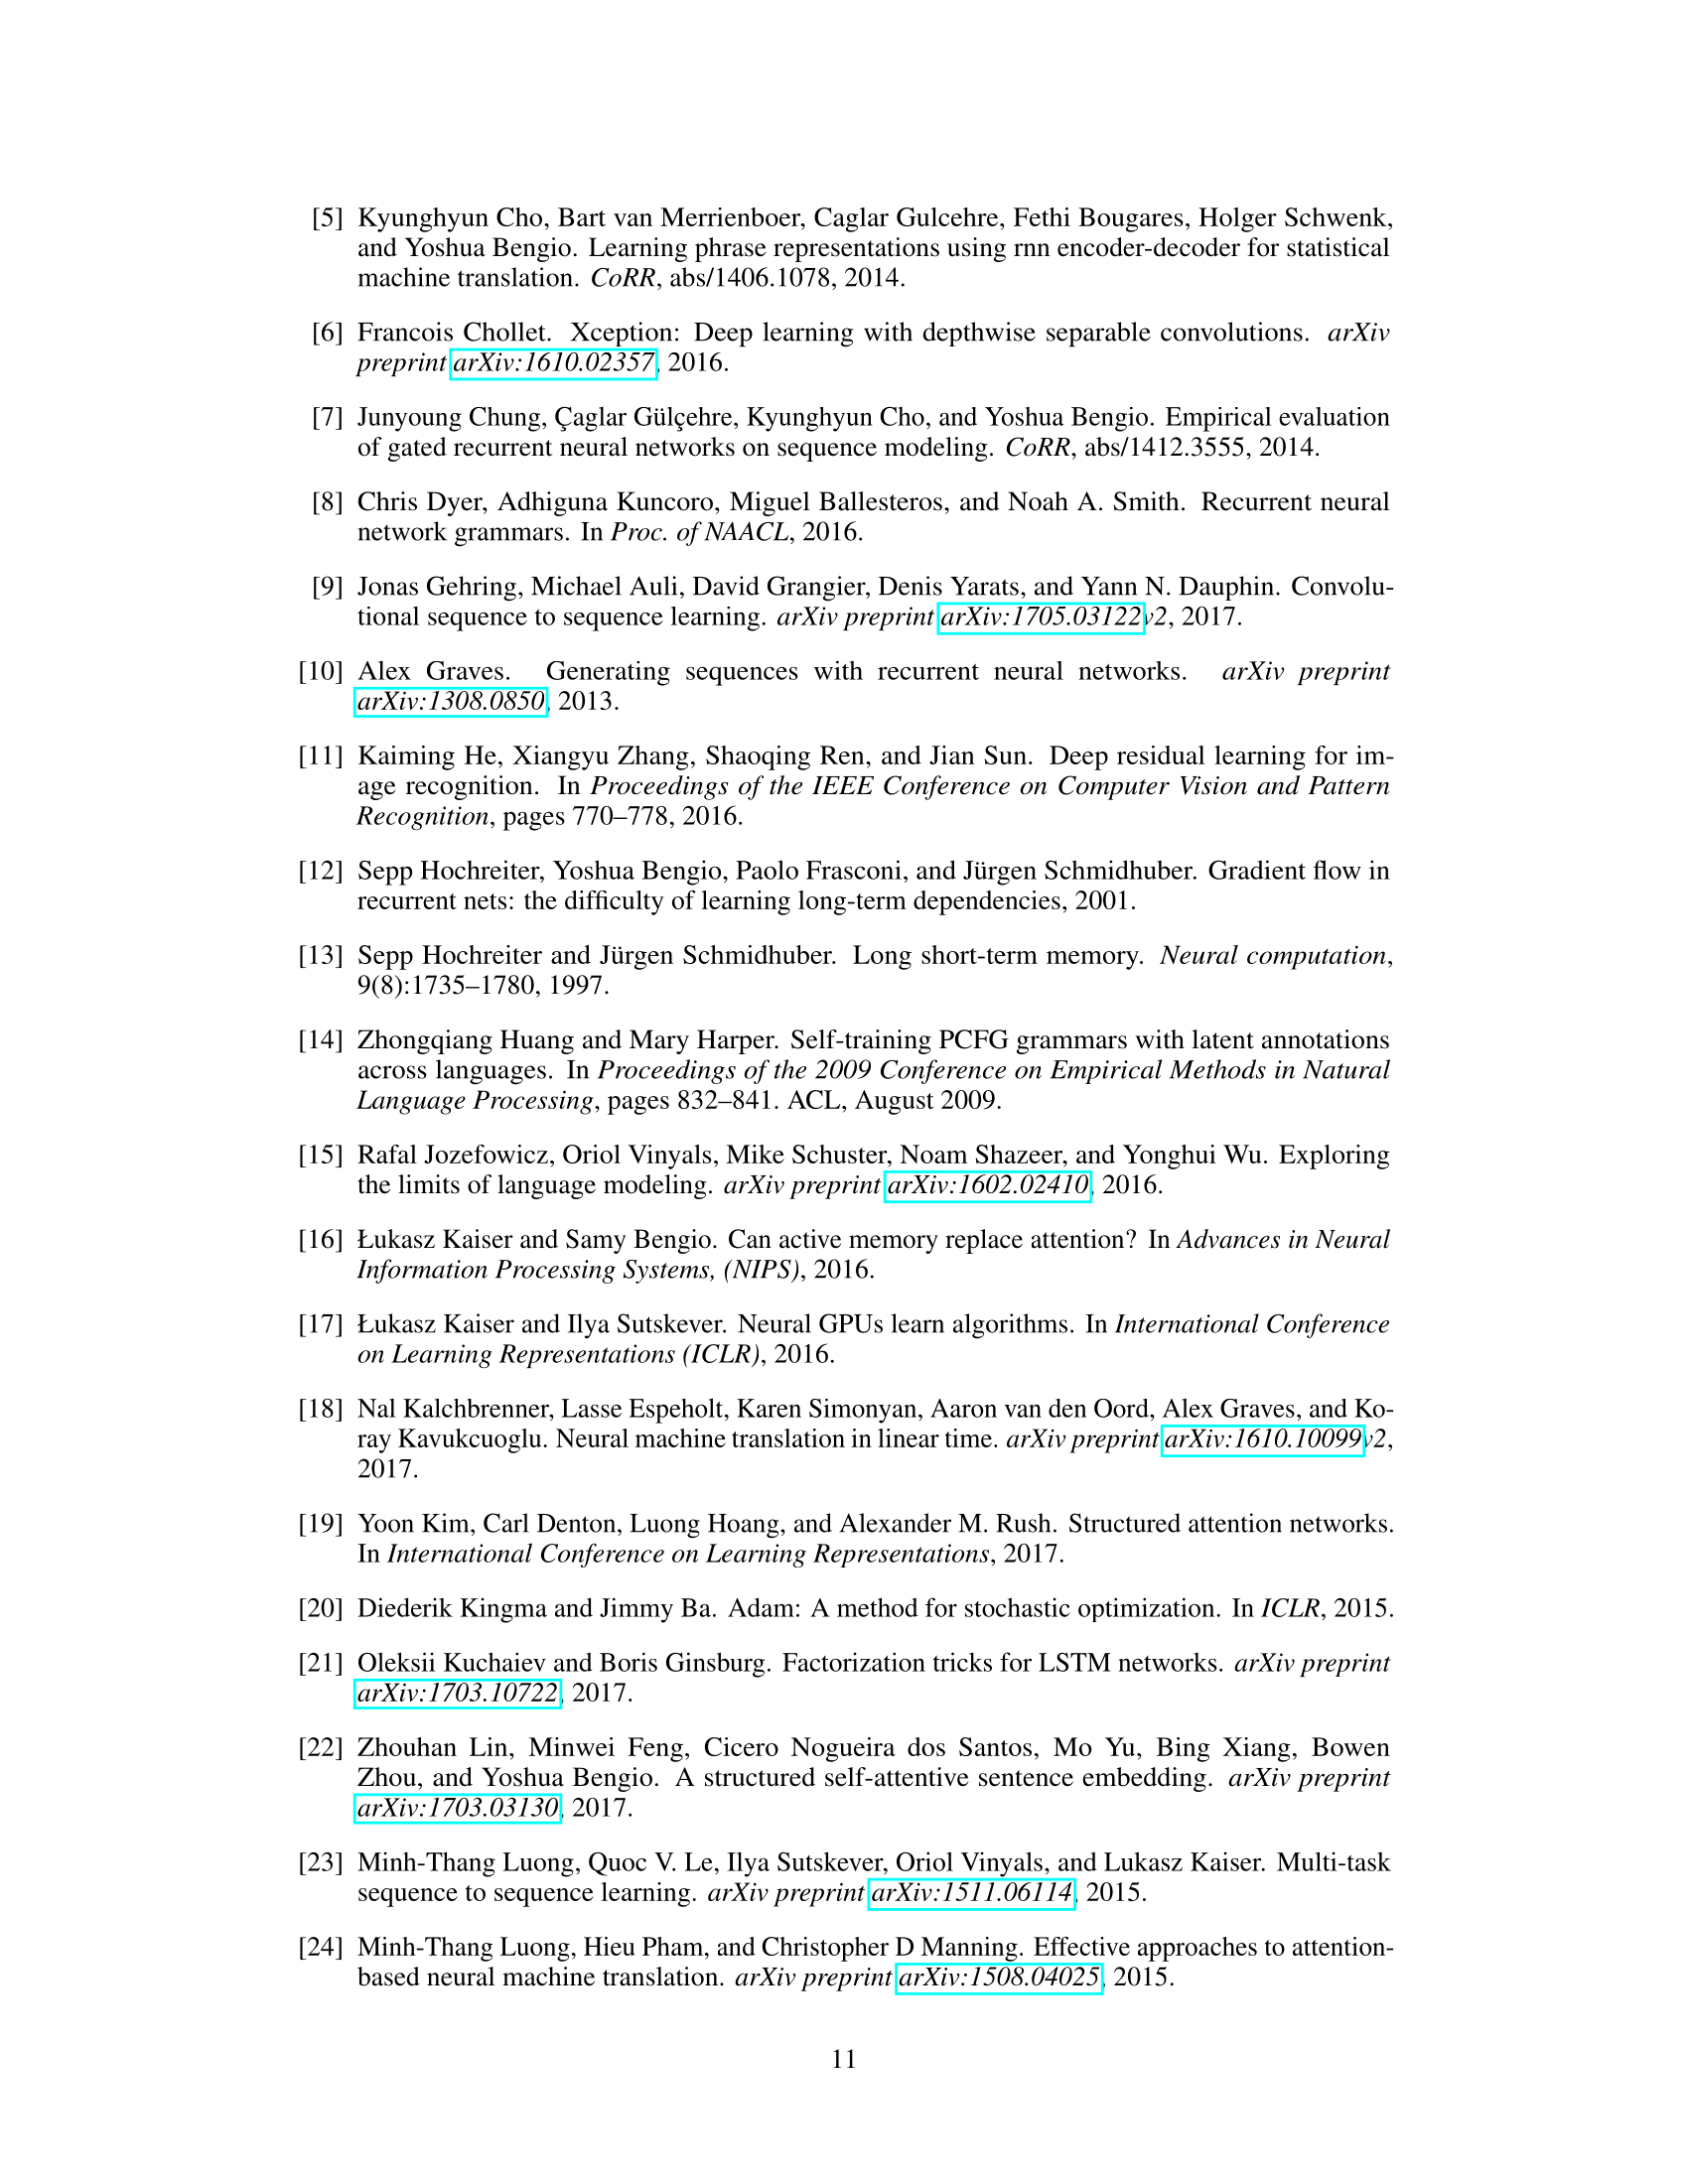 [5] Kyunghyun Cho, Bart van Merrienboer, Caglar Gulcehre, Fethi Bougares, Holger Schwenk,
and Yoshua Bengio. Learning phrase representations using rnn encoder-decoder for statistical
machine translation. CoRR, abs/1406.1078, 2014.
[6] Francois Chollet. Xception: Deep learning with depthwise separable convolutions. arXiv
preprint arXiv:1610.02357, 2016.
[7] Junyoung Chung, Çaglar Gülçehre, Kyunghyun Cho, and Yoshua Bengio. Empirical evaluation
of gated recurrent neural networks on sequence modeling. CoRR, abs/1412.3555, 2014.
[8] Chris Dyer, Adhiguna Kuncoro, Miguel Ballesteros, and Noah A. Smith. Recurrent neural
network grammars. In Proc. of NAACL, 2016.
[9] Jonas Gehring, Michael Auli, David Grangier, Denis Yarats, and Yann N. Dauphin. Convolu-
tional sequence to sequence learning. arXiv preprint arXiv:1705.03122v2, 2017.
[10] Alex Graves. Generating sequences with recurrent neural networks. arXiv preprint
arXiv:1308.0850, 2013.
[11] Kaiming He, Xiangyu Zhang, Shaoqing Ren, and Jian Sun. Deep residual learning for im-
age recognition. In Proceedings of the IEEE Conference on Computer Vision and Pattern
Recognition, pages 770–778, 2016.
[12] Sepp Hochreiter, Yoshua Bengio, Paolo Frasconi, and Jürgen Schmidhuber. Gradient flow in
recurrent nets: the difficulty of learning long-term dependencies, 2001.
[13] Sepp Hochreiter and Jürgen Schmidhuber. Long short-term memory. Neural computation,
9(8):1735–1780, 1997.
[14] Zhongqiang Huang and Mary Harper. Self-training PCFG grammars with latent annotations
across languages. In Proceedings of the 2009 Conference on Empirical Methods in Natural
Language Processing, pages 832–841. ACL, August 2009.
[15] Rafal Jozefowicz, Oriol Vinyals, Mike Schuster, Noam Shazeer, and Yonghui Wu. Exploring
the limits of language modeling. arXiv preprint arXiv:1602.02410, 2016.
[16] Łukasz Kaiser and Samy Bengio. Can active memory replace attention? In Advances in Neural
Information Processing Systems, (NIPS), 2016.
[17] Łukasz Kaiser and Ilya Sutskever. Neural GPUs learn algorithms. In International Conference
on Learning Representations (ICLR), 2016.
[18] Nal Kalchbrenner, Lasse Espeholt, Karen Simonyan, Aaron van den Oord, Alex Graves, and Ko-
ray Kavukcuoglu. Neural machine translation in linear time. arXiv preprint arXiv:1610.10099v2,
2017.
[19] Yoon Kim, Carl Denton, Luong Hoang, and Alexander M. Rush. Structured attention networks.
In International Conference on Learning Representations, 2017.
[20] Diederik Kingma and Jimmy Ba. Adam: A method for stochastic optimization. In ICLR, 2015.
[21] Oleksii Kuchaiev and Boris Ginsburg. Factorization tricks for LSTM networks. arXiv preprint
arXiv:1703.10722, 2017.
[22] Zhouhan Lin, Minwei Feng, Cicero Nogueira dos Santos, Mo Yu, Bing Xiang, Bowen
Zhou, and Yoshua Bengio. A structured self-attentive sentence embedding. arXiv preprint
arXiv:1703.03130, 2017.
[23] Minh-Thang Luong, Quoc V. Le, Ilya Sutskever, Oriol Vinyals, and Lukasz Kaiser. Multi-task
sequence to sequence learning. arXiv preprint arXiv:1511.06114, 2015.
[24] Minh-Thang Luong, Hieu Pham, and Christopher D Manning. Effective approaches to attention-
based neural machine translation. arXiv preprint arXiv:1508.04025, 2015.
11